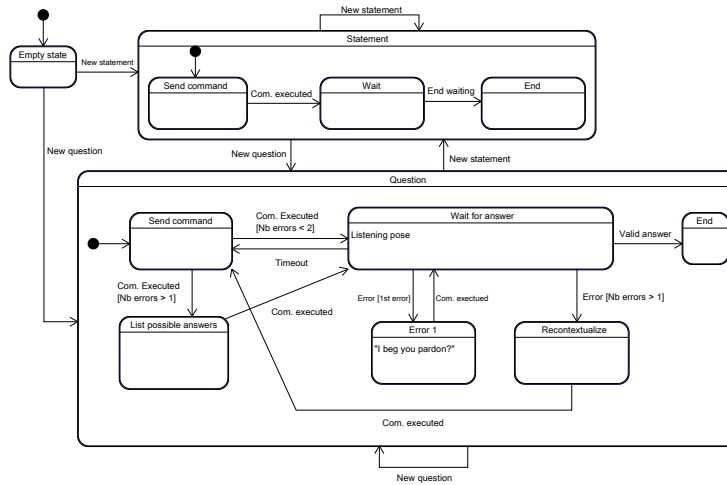 New statement
Statement
Empty state
New statement
Send command
Com. executed
Wait
End waiting
End
New question
New question
New statement
Question
Send command
Com. Executed
[Nb errors < 2]
Wait for answer
Listening pose
End
Valid answer
Timeout
Com. Executed
[Nb errors > 1]
Error [1st error]
Com. exectued
Error [Nb errors > 1]
Com. executed
List possible answers
Error 1
"I beg you pardon?"
Recontextualize
Com. executed
New question